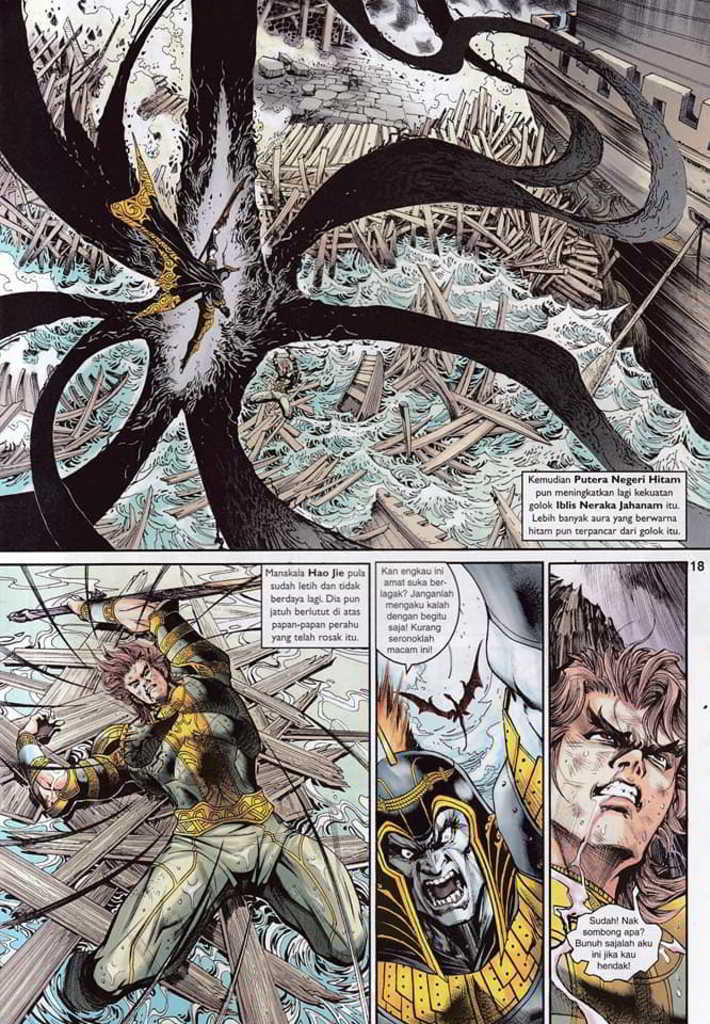 Kemudian Putera Negeri Hitam
pun meningkatkan lagi kekuatan
golok Iblis Neraka Jahanam itu.
Lebih banyak aura yang berwarna
hitam pun terpancar dari golok itu.
18
Manakala Hao Jie pula
sudah letih dan tidak
berdaya lagi. Dia pun
jatuh berlutut di atas
papan-papan perahu
yang telah rosak itu.
Kan engkau ini
amat suka ber-
lagak? Janganlah
mengaku kalah
dengan begitu
saja! Kurang
seronoklah
macam ini!
Sudah! Nak
sombong apa?
Bunuh sajalah aku
ini jika kau
hendak!